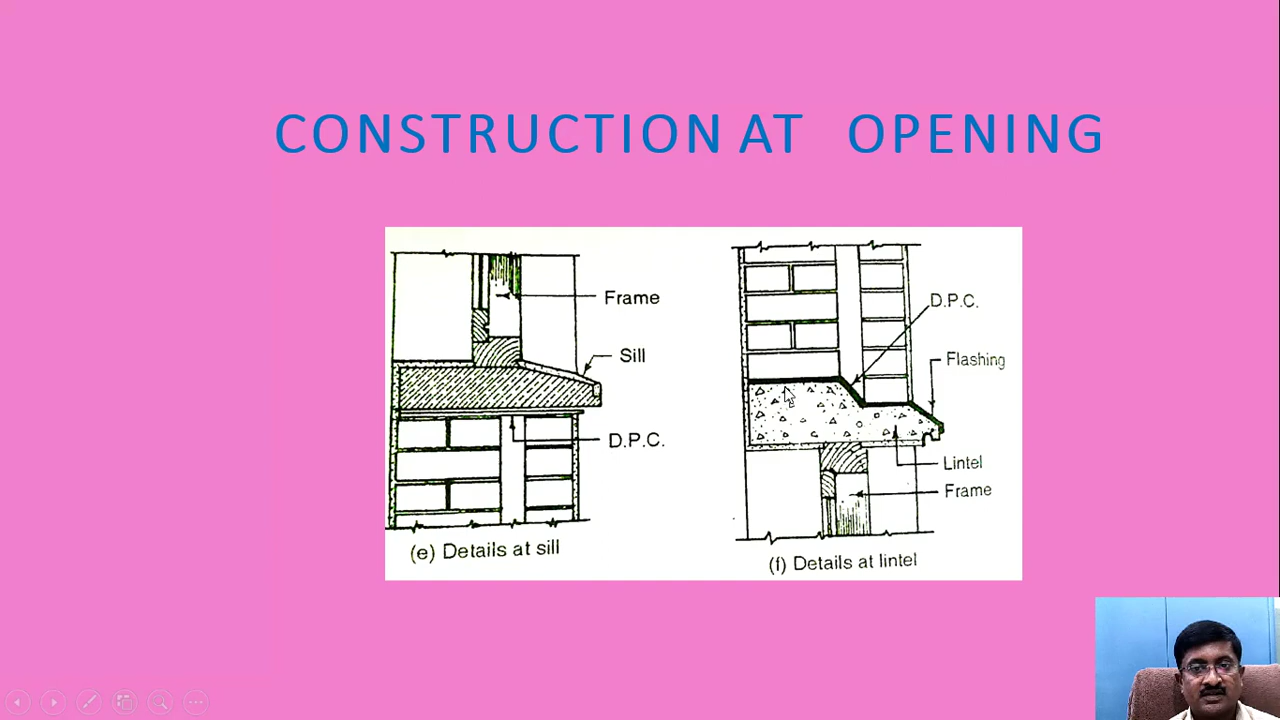 CONSTRUCTION AT OPENING
Frame
Sill
D.P.C.
(e) Details at sill
D.P.C.
Flashing
Lintel
Frame
(f) Details at lintel